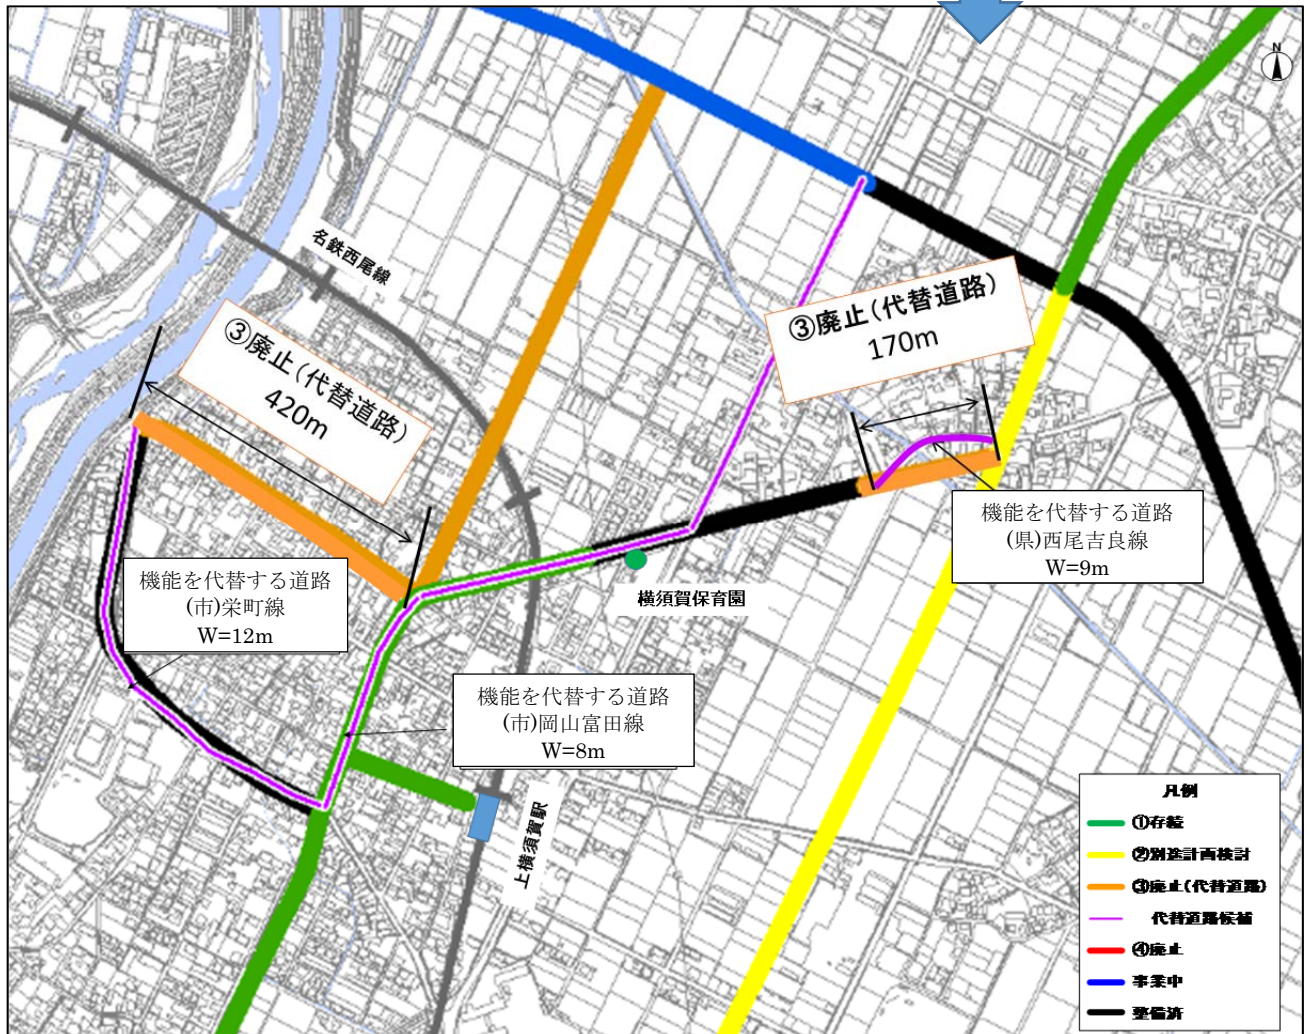 N
名鉄西尾線
③廃止(代替道路)
420m
③廃止(代替道路)
170m
機能を代替する道路
(県)西尾吉良線
W=9m
横須賀保育園
機能を代替する道路
(市)栄町線
W=12m
機能を代替する道路
(市)岡山富田線
W=8m
上横須賀駅
凡例
①存続
②別途計画検討
③廃止(代替道路)
代替道路候補
④廃止
事業中
整備済